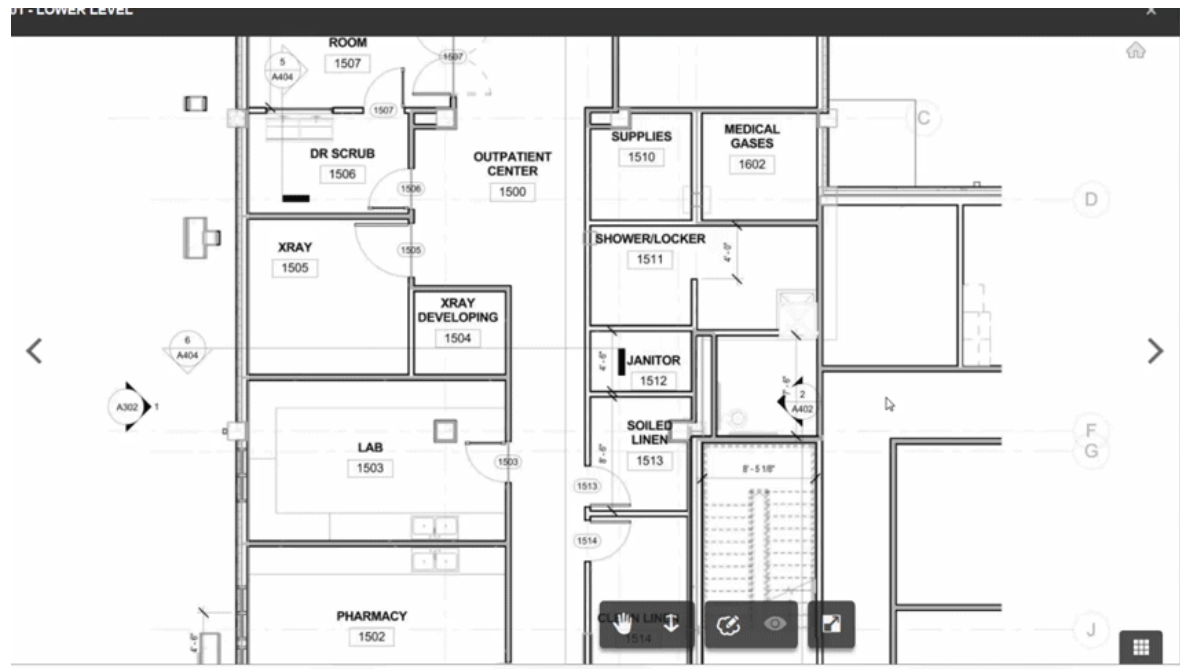 - LOWER LEVEL
ROOM
1507
5
A404
1507
1507
C
SUPPLIES
1510
MEDICAL
GASES
1602
DR SCRUB
1506
OUTPATIENT
CENTER
1500
1506
D
XRAY
1505
1505
SHOWER/LOCKER
1511
4'-0"
XRAY
DEVELOPING
1504
6
A404
JANITOR
1512
A302
1
2
A402
LAB
1503
SOILED
LINEN
1513
F
G
1503
8'-5 1/8"
1513
1514
PHARMACY
1502
1514
J